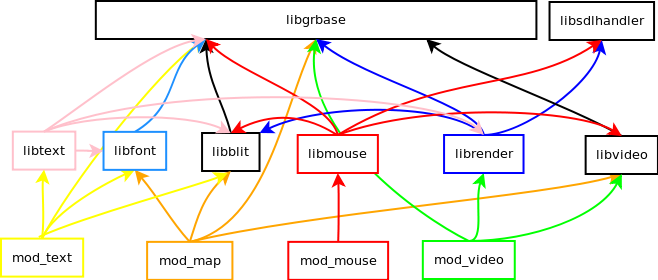 libgrbase
libsdlhandler
libtext
libfont
libblit
libmouse
librender
libvideo
mod_text
mod_map
mod_mouse
mod_video